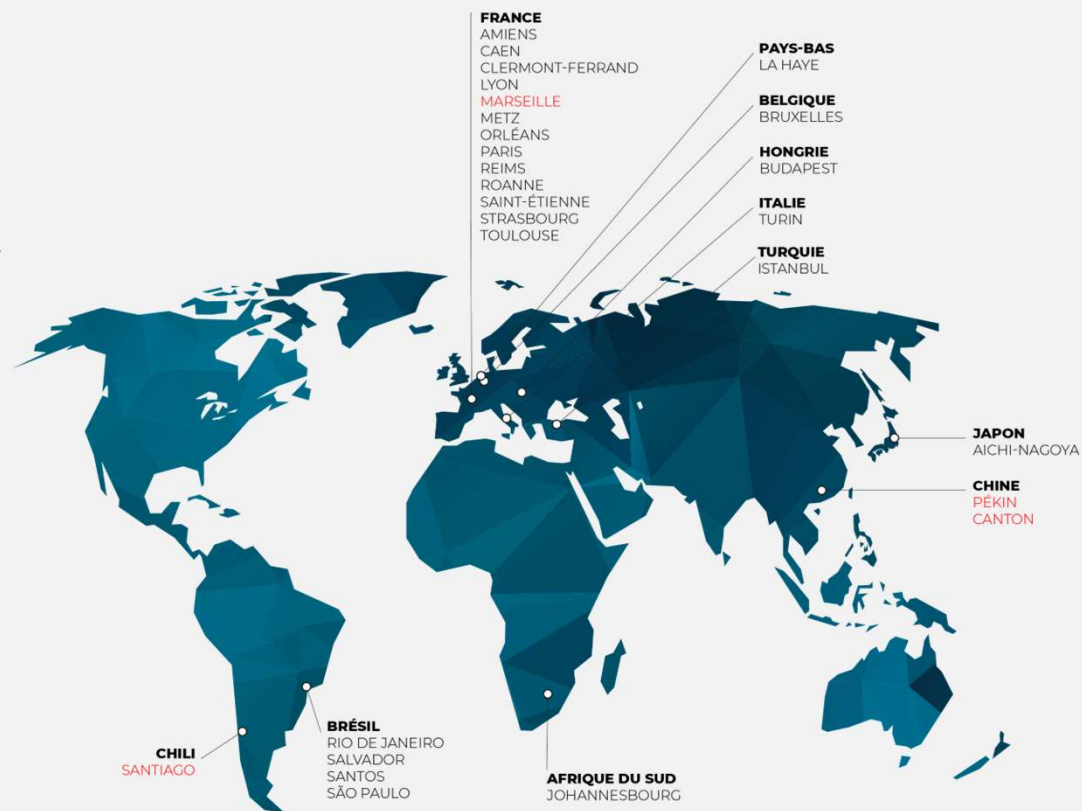 FRANCE
AMIENS
CAEN
CLERMONT-FERRAND
LYON
MARSEILLE
METZ
ORLÉANS
PARIS
REIMS
ROANNE
SAINT-ÉTIENNE
STRASBOURG
TOULOUSE
PAYS-BAS
LA HAYE
BELGIQUE
BRUXELLES
HONGRIE
BUDAPEST
ITALIE
TURIN
TURQUIE
ISTANBUL
JAPON
AICHI-NAGOYA
CHINE
PÉKIN
CANTON
CHILI
SANTIAGO
BRÉSIL
RIO DE JANEIRO
SALVADOR
SANTOS
SÃO PAULO
AFRIQUE DU SUD
JOHANNESBOURG